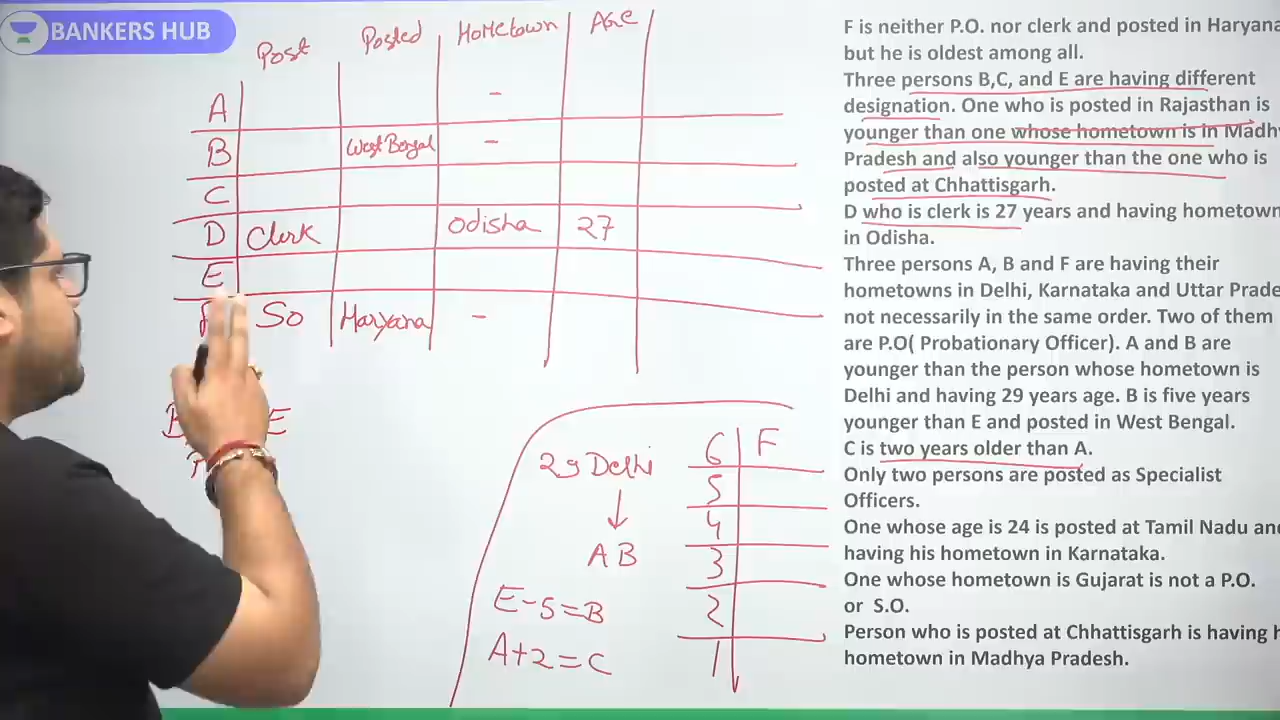 BANKERS HUB
Post Posted Hometown Age
A -
B West Bengal -
C
D Clerk Odisha 27
E
SO Haryana -
B E
29 Delhi
A B
E-5=B
A+2=C
6 F
5
4
3
2
1
F is neither P.O. nor clerk and posted in Haryana
but he is oldest among all.
Three persons B,C, and E are having different
designation. One who is posted in Rajasthan is
younger than one whose hometown is in Madhy
Pradesh and also younger than the one who is
posted at Chhattisgarh.
D who is clerk is 27 years and having hometown
in Odisha.
Three persons A, B and F are having their
hometowns in Delhi, Karnataka and Uttar Prade
not necessarily in the same order. Two of them
are P.O( Probationary Officer). A and B are
younger than the person whose hometown is
Delhi and having 29 years age. B is five years
younger than E and posted in West Bengal.
C is two years older than A.
Only two persons are posted as Specialist
Officers.
One whose age is 24 is posted at Tamil Nadu and
having his hometown in Karnataka.
One whose hometown is Gujarat is not a P.O.
or S.O.
Person who is posted at Chhattisgarh is having h
hometown in Madhya Pradesh.